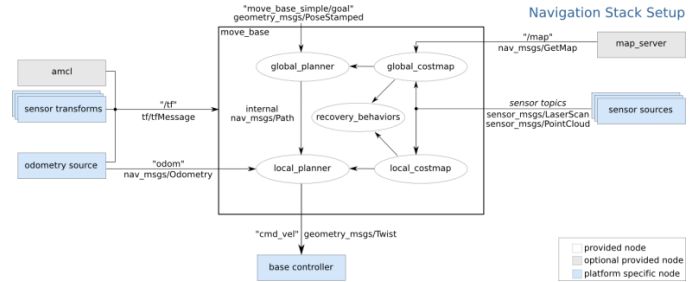 "move_base_simple/goal"
geometry_msgs/PoseStamped
Navigation Stack Setup
move_base
"/map"
nav_msgs/GetMap
map_server
global_planner
global_costmap
amcl
sensor transforms
"/tf"
tf/tfMessage
internal
nav_msgs/Path
recovery_behaviors
sensor topics
sensor_msgs/LaserScan
sensor_msgs/PointCloud
sensor sources
odometry source
"odom"
nav_msgs/Odometry
local_planner
local_costmap
"cmd_vel" geometry_msgs/Twist
base controller
provided node
optional provided node
platform specific node